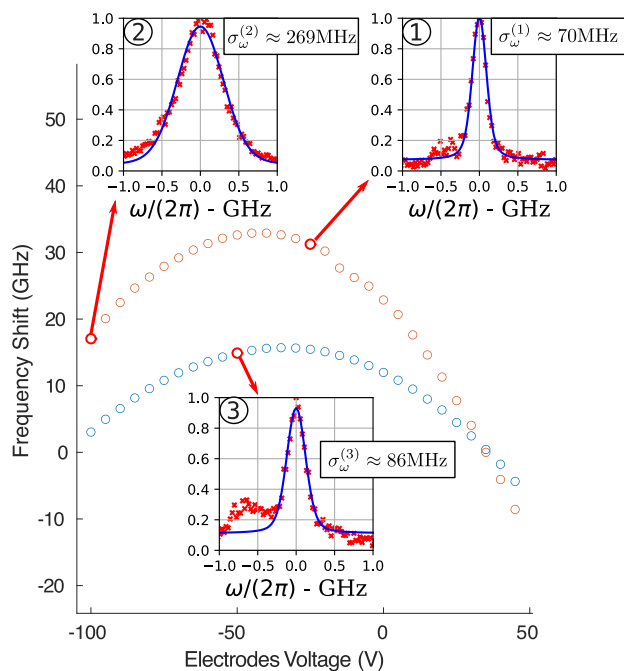 ②
σ_ω^(2) ≈ 269MHz
1.0
0.8
0.6
0.4
0.2
0.0
−1.0 −0.5 0.0 0.5 1.0
ω/(2π) - GHz
①
σ_ω^(1) ≈ 70MHz
1.0
0.8
0.6
0.4
0.2
0.0
−1.0 −0.5 0.0 0.5 1.0
ω/(2π) - GHz
Frequency Shift (GHz)
50
40
30
20
10
0
-10
-20
③
σ_ω^(3) ≈ 86MHz
1.0
0.8
0.6
0.4
0.2
0.0
−1.0 −0.5 0.0 0.5 1.0
ω/(2π) - GHz
-100 -50 0 50
Electrodes Voltage (V)